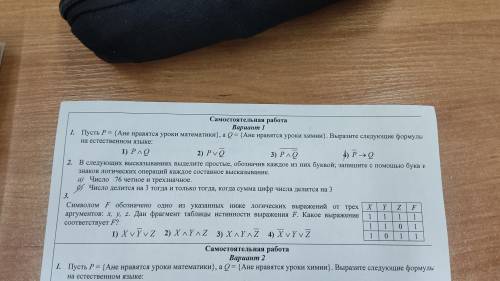 Самостоятельная работа
Вариант 1
1. Пусть P = {Ане нравятся уроки математики}, а Q = {Ане нравятся уроки химии}. Выразите следующие формулы
на естественном языке:
1) P∧Q 2) P∨Q̅ 3) P̅∧̅Q̅ 4) P̅ → Q
2. В следующих высказываниях выделите простые, обозначив каждое из них буквой; запишите с помощью букв и
знаков логических операций каждое составное высказывание.
а) Число 76 четное и трехзначное.
б) Число делится на 3 тогда и только тогда, когда сумма цифр числа делится на 3
3.
Символом F обозначено одно из указанных ниже логических выражений от трех
аргументов: x, y, z. Дан фрагмент таблицы истинности выражения F. Какое выражение
соответствует F?
1) X∨Y̅∨Z 2) X∧Y∧Z 3) X∧Y∧Z̅ 4) X̅∨Y∨Z̅
X Y Z F
1 1 1 1
1 1 0 1
1 0 1 1
Самостоятельная работа
Вариант 2
1. Пусть P = {Ане нравятся уроки математики}, а Q = {Ане нравятся уроки химии}. Выразите следующие формулы
на естественном языке: